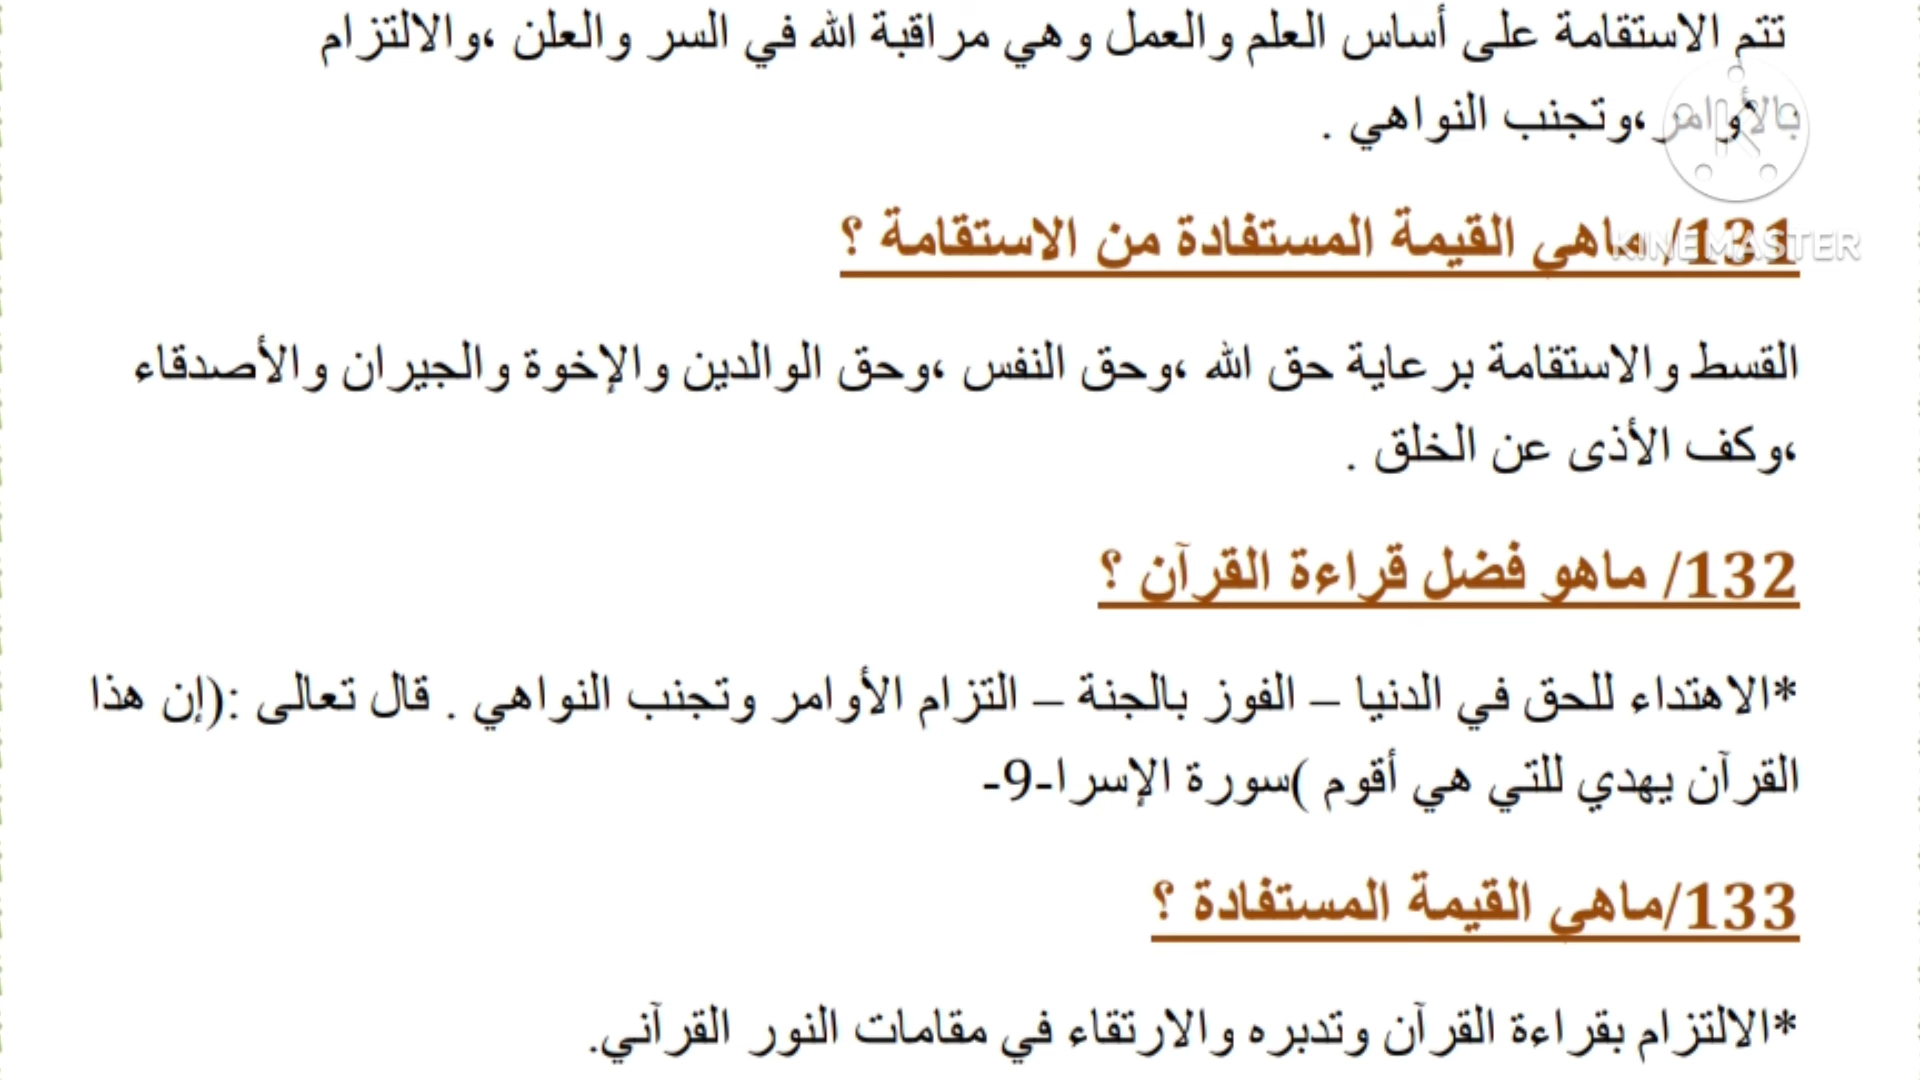 تتم الاستقامة على أساس العلم والعمل وهي مراقبة الله في السر والعلن ،والالتزام
بالأوامر ،وتجنب النواهي .
131/ ماهي القيمة المستفادة من الاستقامة ؟
KINEMASTER
القسط والاستقامة برعاية حق الله ،وحق النفس ،وحق الوالدين والإخوة والجيران والأصدقاء
،وكف الأذى عن الخلق .
132/ ماهو فضل قراءة القرآن ؟
*الاهتداء للحق في الدنيا – الفوز بالجنة – التزام الأوامر وتجنب النواهي . قال تعالى :(إن هذا
القرآن يهدي للتي هي أقوم )سورة الإسرا-9-
133/ماهي القيمة المستفادة ؟
*الالتزام بقراءة القرآن وتدبره والارتقاء في مقامات النور القرآني.